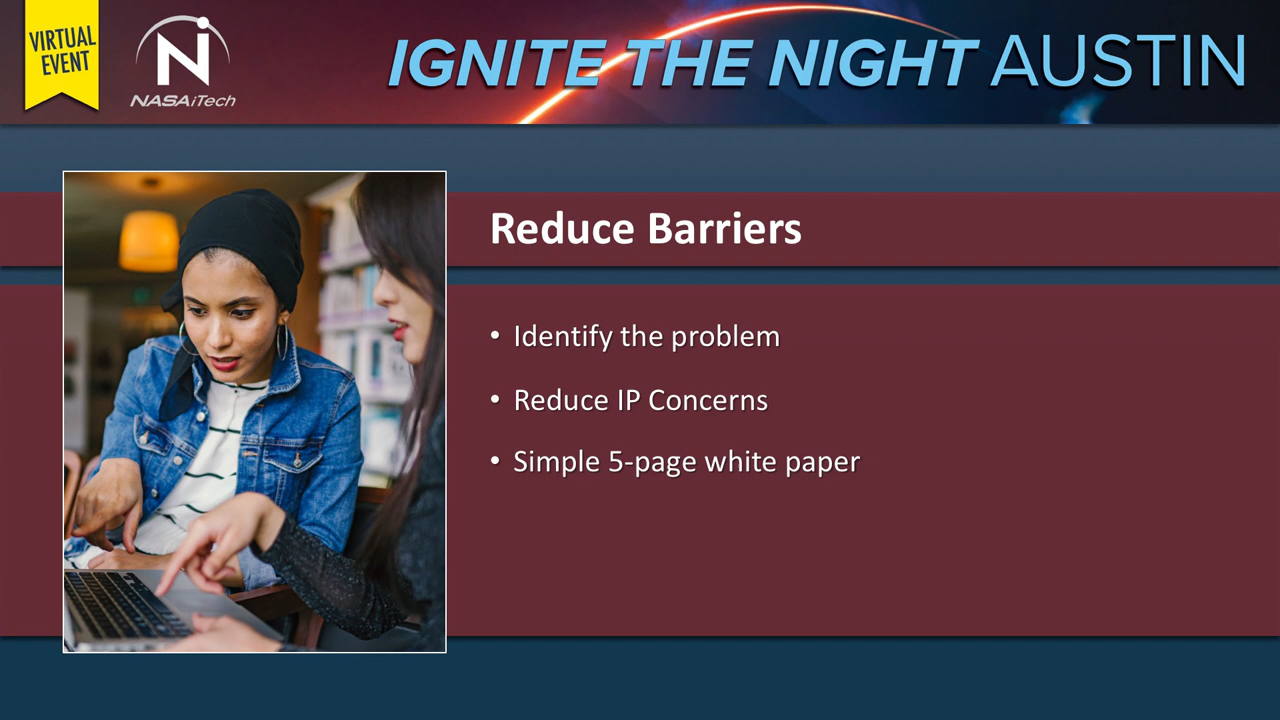 VIRTUAL
EVENT
NASAiTech
IGNITE THE NIGHT AUSTIN
Reduce Barriers
• Identify the problem
• Reduce IP Concerns
• Simple 5-page white paper